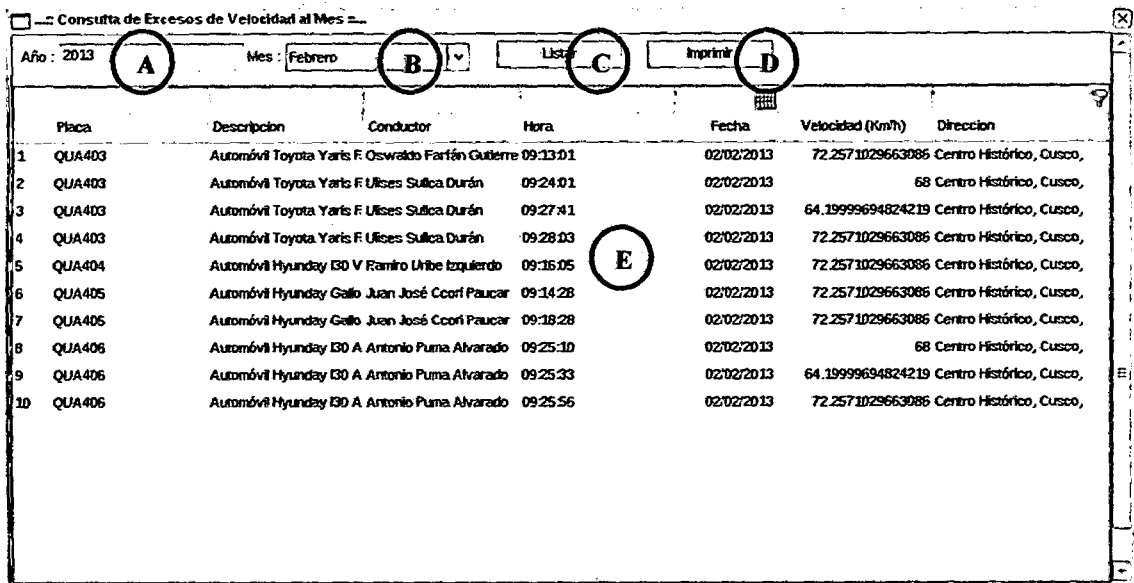 ..:: Consulta de Excesos de Velocidad al Mes ::..
Año : 2013 A Mes : Febrero B Listar C Imprimir D
Placa Descripcion Conductor Hora Fecha Velocidad (Km/h) Direccion
1 QUA403 Automóvil Toyota Yaris F. Oswaldo Farfán Gutierre 09:13:01 02/02/2013 72.2571029663086 Centro Histórico, Cusco,
2 QUA403 Automóvil Toyota Yaris F. Ulises Sullca Durán 09:24:01 02/02/2013 68 Centro Histórico, Cusco,
3 QUA403 Automóvil Toyota Yaris F. Ulises Sullca Durán 09:27:41 02/02/2013 64.19999694824219 Centro Histórico, Cusco,
4 QUA403 Automóvil Toyota Yaris F. Ulises Sullca Durán 09:28:03 02/02/2013 72.2571029663086 Centro Histórico, Cusco,
5 QUA404 Automóvil Hyunday I30 V Ramiro Uribe Izquierdo 09:16:05 02/02/2013 72.2571029663086 Centro Histórico, Cusco,
6 QUA405 Automóvil Hyunday Gallo Juan José Ccori Paucar 09:14:28 02/02/2013 72.2571029663086 Centro Histórico, Cusco,
7 QUA405 Automóvil Hyunday Gallo Juan José Ccori Paucar 09:18:28 02/02/2013 72.2571029663086 Centro Histórico, Cusco,
8 QUA406 Automóvil Hyunday I30 A Antonio Puma Alvarado 09:25:10 02/02/2013 68 Centro Histórico, Cusco,
9 QUA406 Automóvil Hyunday I30 A Antonio Puma Alvarado 09:25:33 02/02/2013 64.19999694824219 Centro Histórico, Cusco,
10 QUA406 Automóvil Hyunday I30 A Antonio Puma Alvarado 09:25:56 02/02/2013 72.2571029663086 Centro Histórico, Cusco,
E